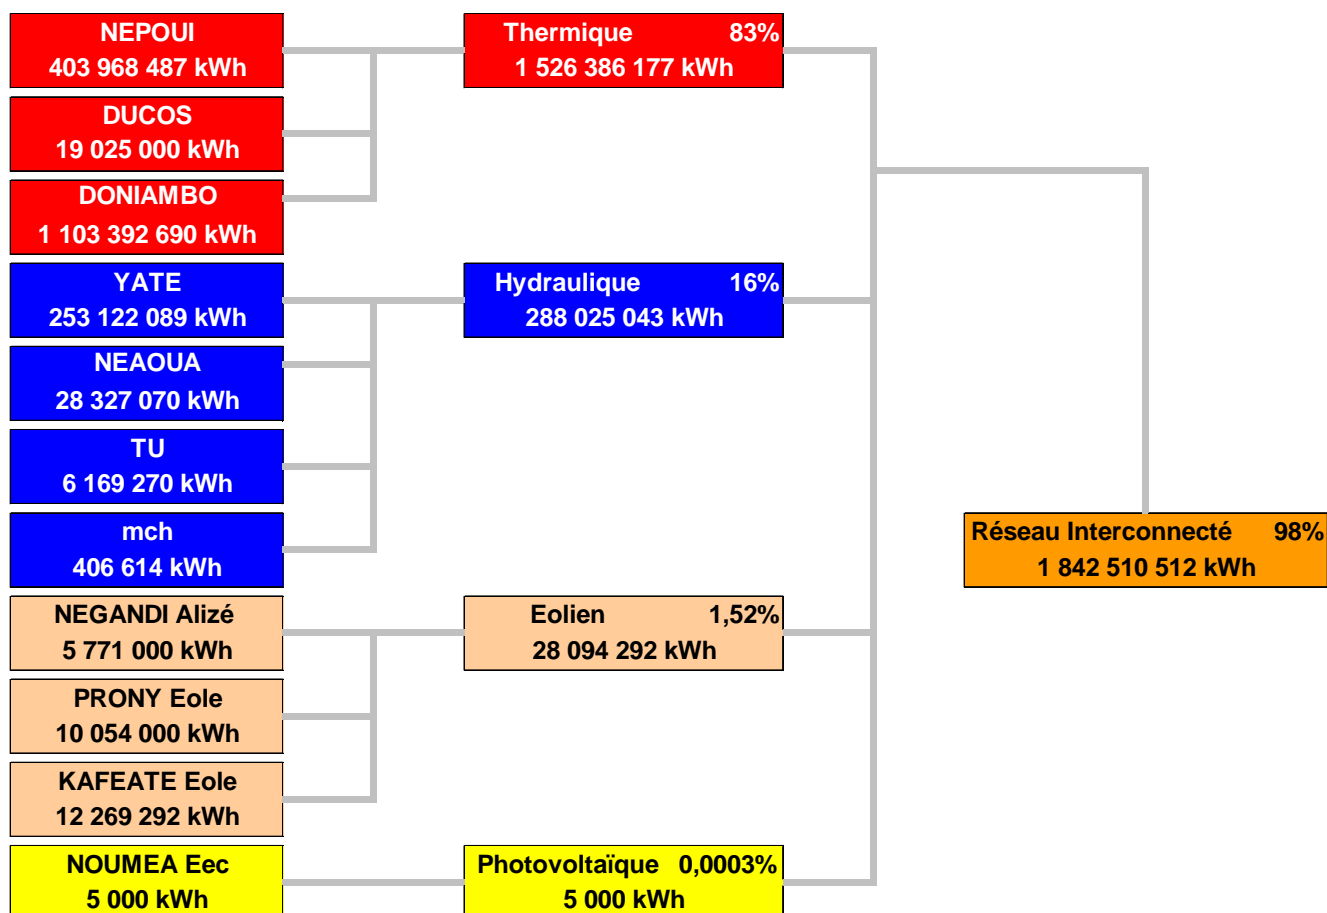 NEPOUI
403 968 487 kWh
DUCOS
19 025 000 kWh
DONIAMBO
1 103 392 690 kWh
YATE
253 122 089 kWh
NEAOUA
28 327 070 kWh
TU
6 169 270 kWh
mch
406 614 kWh
NEGANDI Alizé
5 771 000 kWh
PRONY Eole
10 054 000 kWh
KAFEATE Eole
12 269 292 kWh
NOUMEA Eec
5 000 kWh
Thermique 83%
1 526 386 177 kWh
Hydraulique 16%
288 025 043 kWh
Eolien 1,52%
28 094 292 kWh
Photovoltaïque 0,0003%
5 000 kWh
Réseau Interconnecté 98%
1 842 510 512 kWh